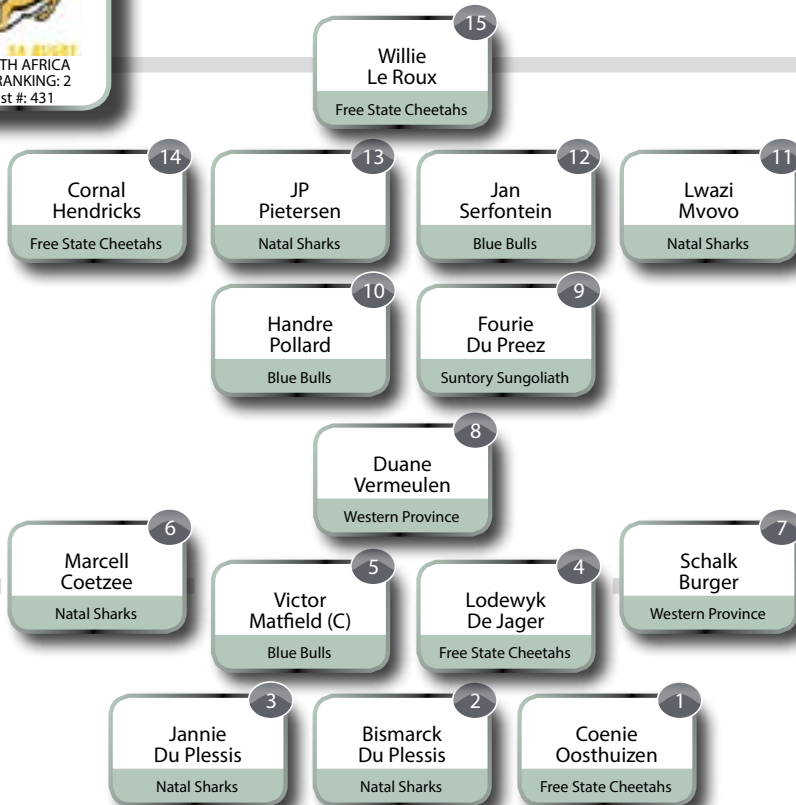 SA RUGBY
TH AFRICA
RANKING: 2
st #: 431
15
Willie
Le Roux
Free State Cheetahs
14
Cornal
Hendricks
Free State Cheetahs
13
JP
Pietersen
Natal Sharks
12
Jan
Serfontein
Blue Bulls
11
Lwazi
Mvovo
Natal Sharks
10
Handre
Pollard
Blue Bulls
9
Fourie
Du Preez
Suntory Sungoliath
8
Duane
Vermeulen
Western Province
6
Marcell
Coetzee
Natal Sharks
5
Victor
Matfield (C)
Blue Bulls
4
Lodewyk
De Jager
Free State Cheetahs
7
Schalk
Burger
Western Province
3
Jannie
Du Plessis
Natal Sharks
2
Bismarck
Du Plessis
Natal Sharks
1
Coenie
Oosthuizen
Free State Cheetahs